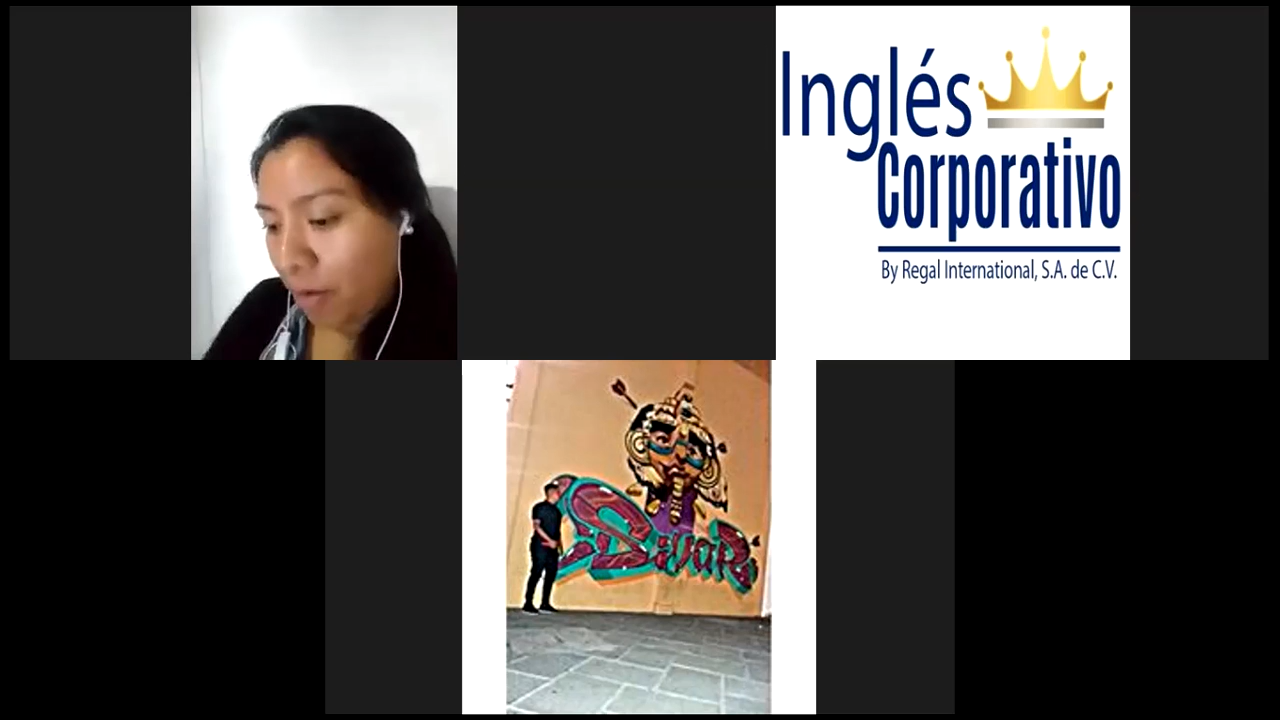 Inglés
Corporativo
By Regal International, S.A. de C.V.